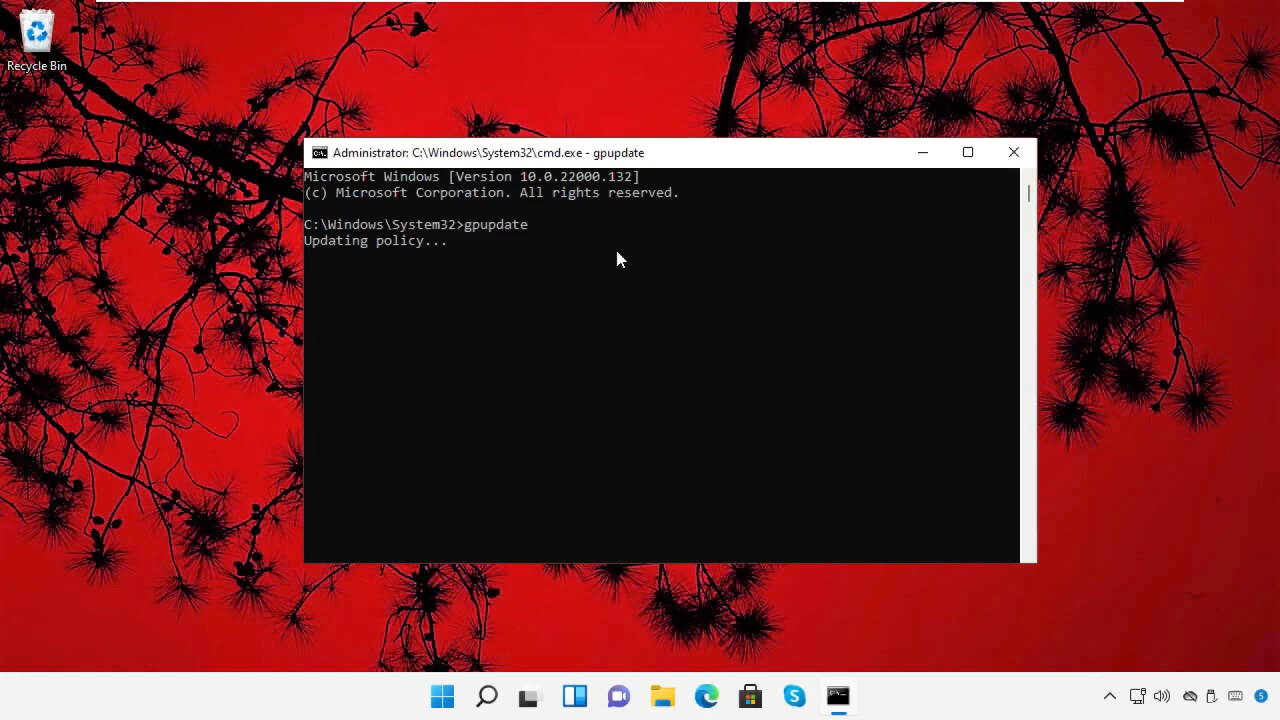 Recycle Bin
Administrator: C:\Windows\System32\cmd.exe - gpupdate
Microsoft Windows [Version 10.0.22000.132]
(c) Microsoft Corporation. All rights reserved.
C:\Windows\System32>gpupdate
Updating policy...
5